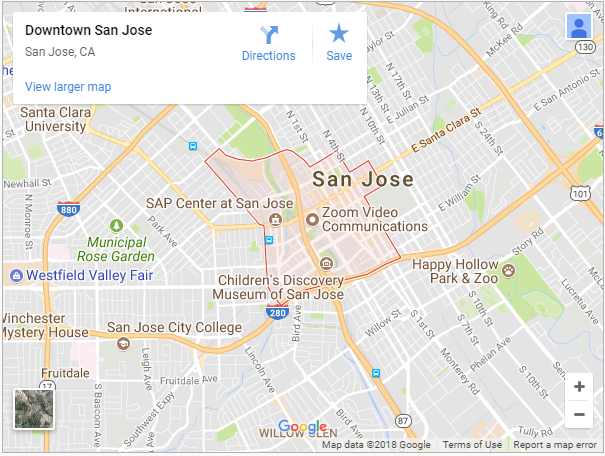 Downtown San Jose
San Jose, CA
View larger map
Directions
Save
International
Taylor St
130
N 17th St
N 13th St
N 10th St
E Julian St
E San Antonio St
Santa Clara
University
N 1st St
N 4th St
E Santa Clara St
S 24th St
McKee Rd
Newhall St
N Monroe St
880
San Jose
E William St
101
SAP Center at San Jose
Zoom Video
Communications
Park Ave
Municipal
Rose Garden
Story Rd
Westfield Valley Fair
Children's Discovery
Museum of San Jose
Happy Hollow
Park & Zoo
Lucretia Ave
280
Bird Ave
Willow St
S 1st St
S 5th St
Winchester
Mystery House
San Jose City College
Monterey Rd
Phelan Ave
Fruitdale
Leigh Ave
Fruitdale Ave
Lincoln Ave
S 10th St
17
S Bascom Ave
Southwest Expy
87
Tully Rd
WILLOW GLEN
Google
Map data ©2018 Google
Terms of Use
Report a map error